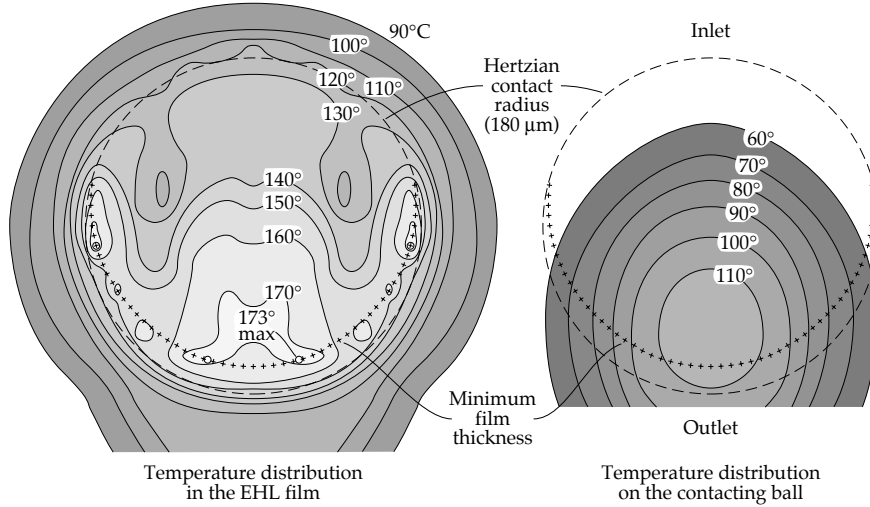 90°C
100°
120°
110°
130°
140°
150°
160°
170°
173°
max
Hertzian
contact
radius
(180 μm)
Minimum
film
thickness
Inlet
60°
70°
80°
90°
100°
110°
Outlet
Temperature distribution
in the EHL film
Temperature distribution
on the contacting ball